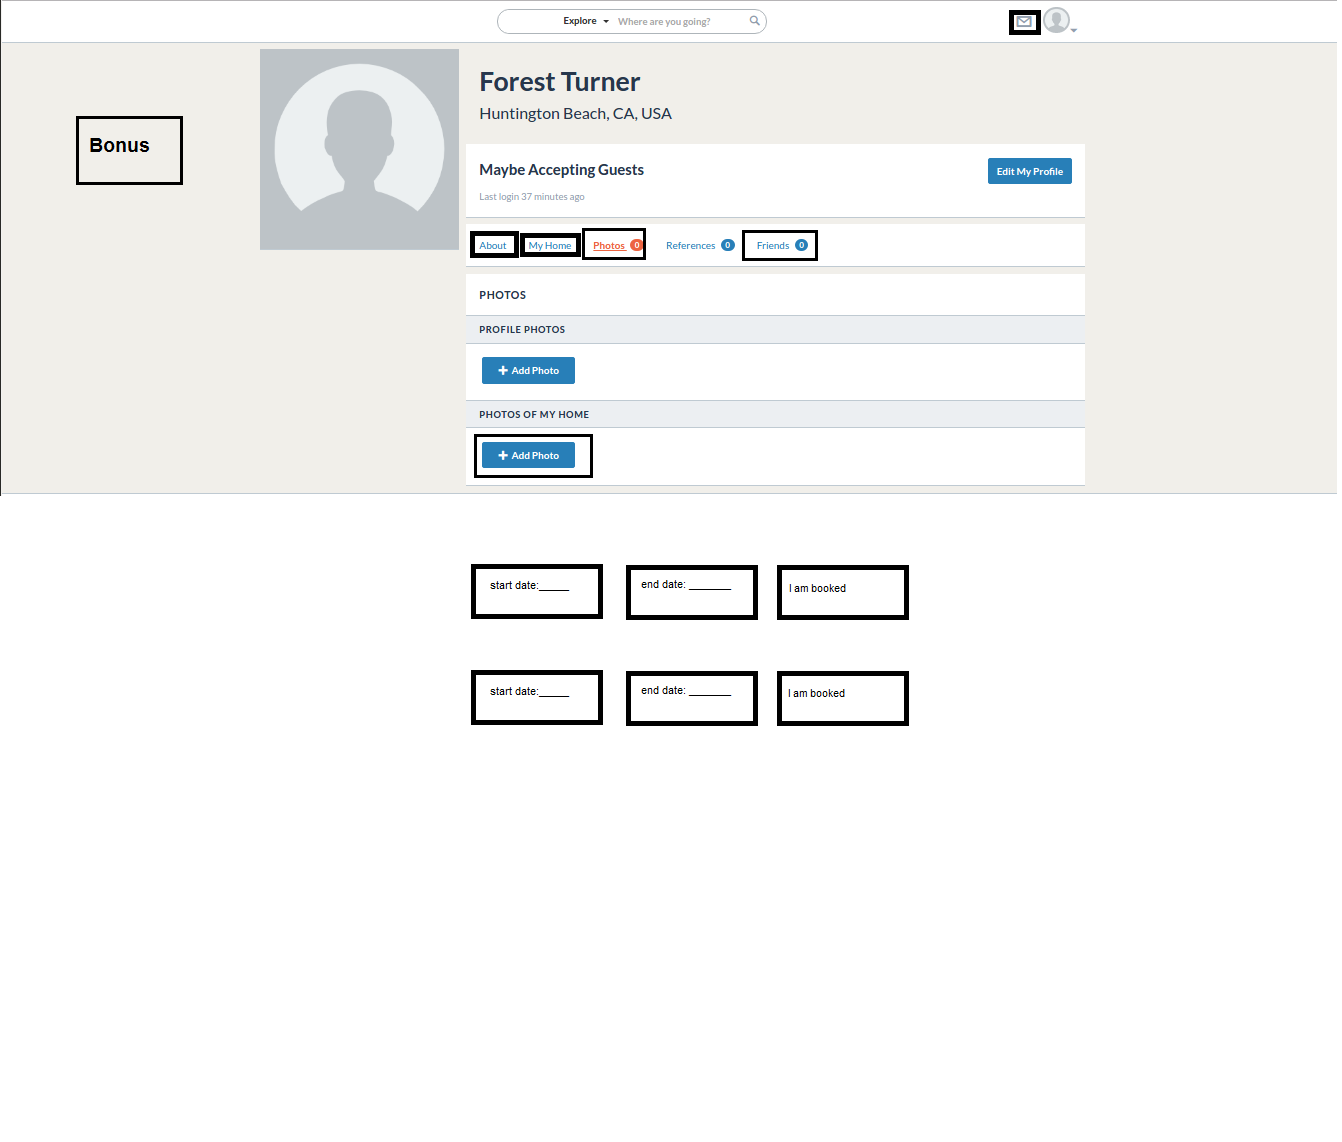 Explore Where are you going?
Forest Turner
Huntington Beach, CA, USA
Bonus
Maybe Accepting Guests
Edit My Profile
Last login 37 minutes ago
About My Home Photos 0 References 0 Friends 0
PHOTOS
PROFILE PHOTOS
+ Add Photo
PHOTOS OF MY HOME
+ Add Photo
start date:_____ end date: _______ I am booked
start date:_____ end date: _______ I am booked